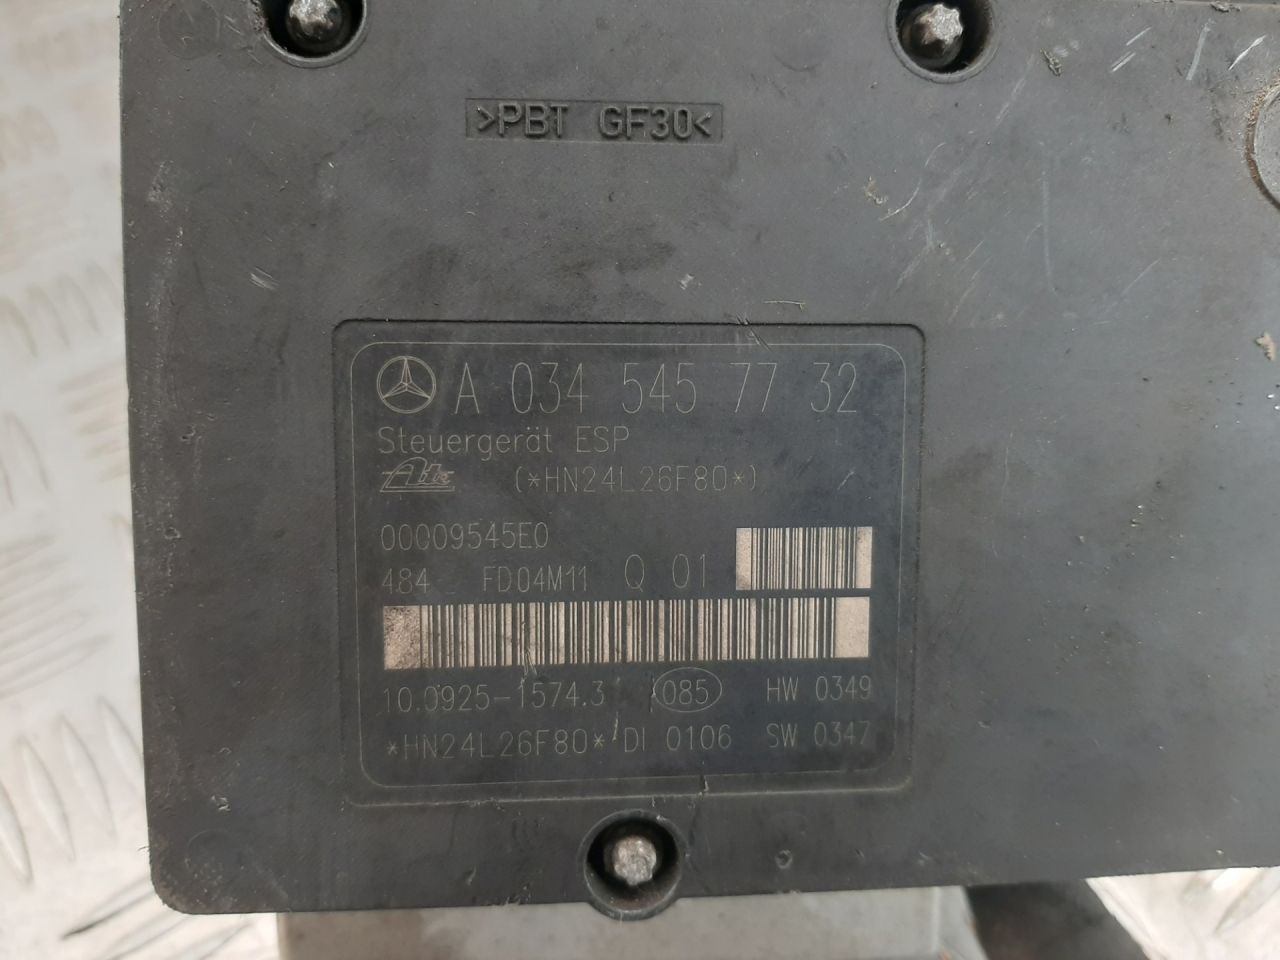 >PBT GF30<
A 034 545 77 32
Steuergerät ESP
Ate (*HN24L26F80*)
00009545E0
484 FD04M11 Q 01
10.0925-1574.3 085 HW 0349
*HN24L26F80* DI 0106 SW 0347